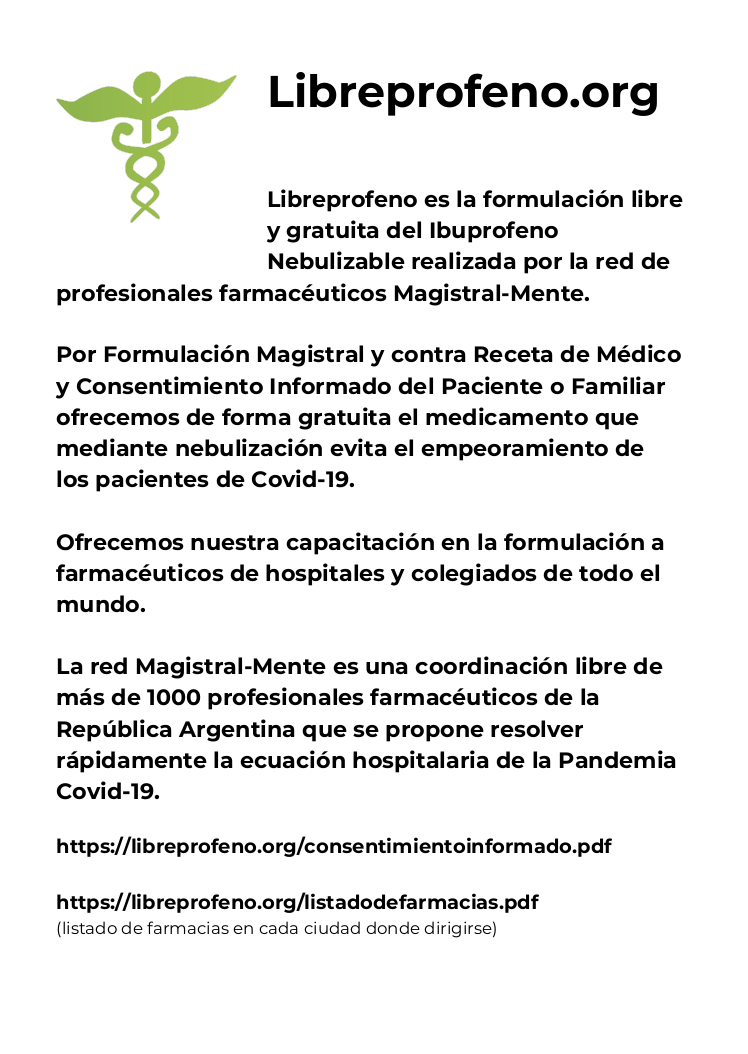 Libreprofeno.org
Libreprofeno es la formulación libre
y gratuita del Ibuprofeno
Nebulizable realizada por la red de
profesionales farmacéuticos Magistral-Mente.
Por Formulación Magistral y contra Receta de Médico
y Consentimiento Informado del Paciente o Familiar
ofrecemos de forma gratuita el medicamento que
mediante nebulización evita el empeoramiento de
los pacientes de Covid-19.
Ofrecemos nuestra capacitación en la formulación a
farmacéuticos de hospitales y colegiados de todo el
mundo.
La red Magistral-Mente es una coordinación libre de
más de 1000 profesionales farmacéuticos de la
República Argentina que se propone resolver
rápidamente la ecuación hospitalaria de la Pandemia
Covid-19.
https://libreprofeno.org/consentimientoinformado.pdf
https://libreprofeno.org/listadodefarmacias.pdf
(listado de farmacias en cada ciudad donde dirigirse)